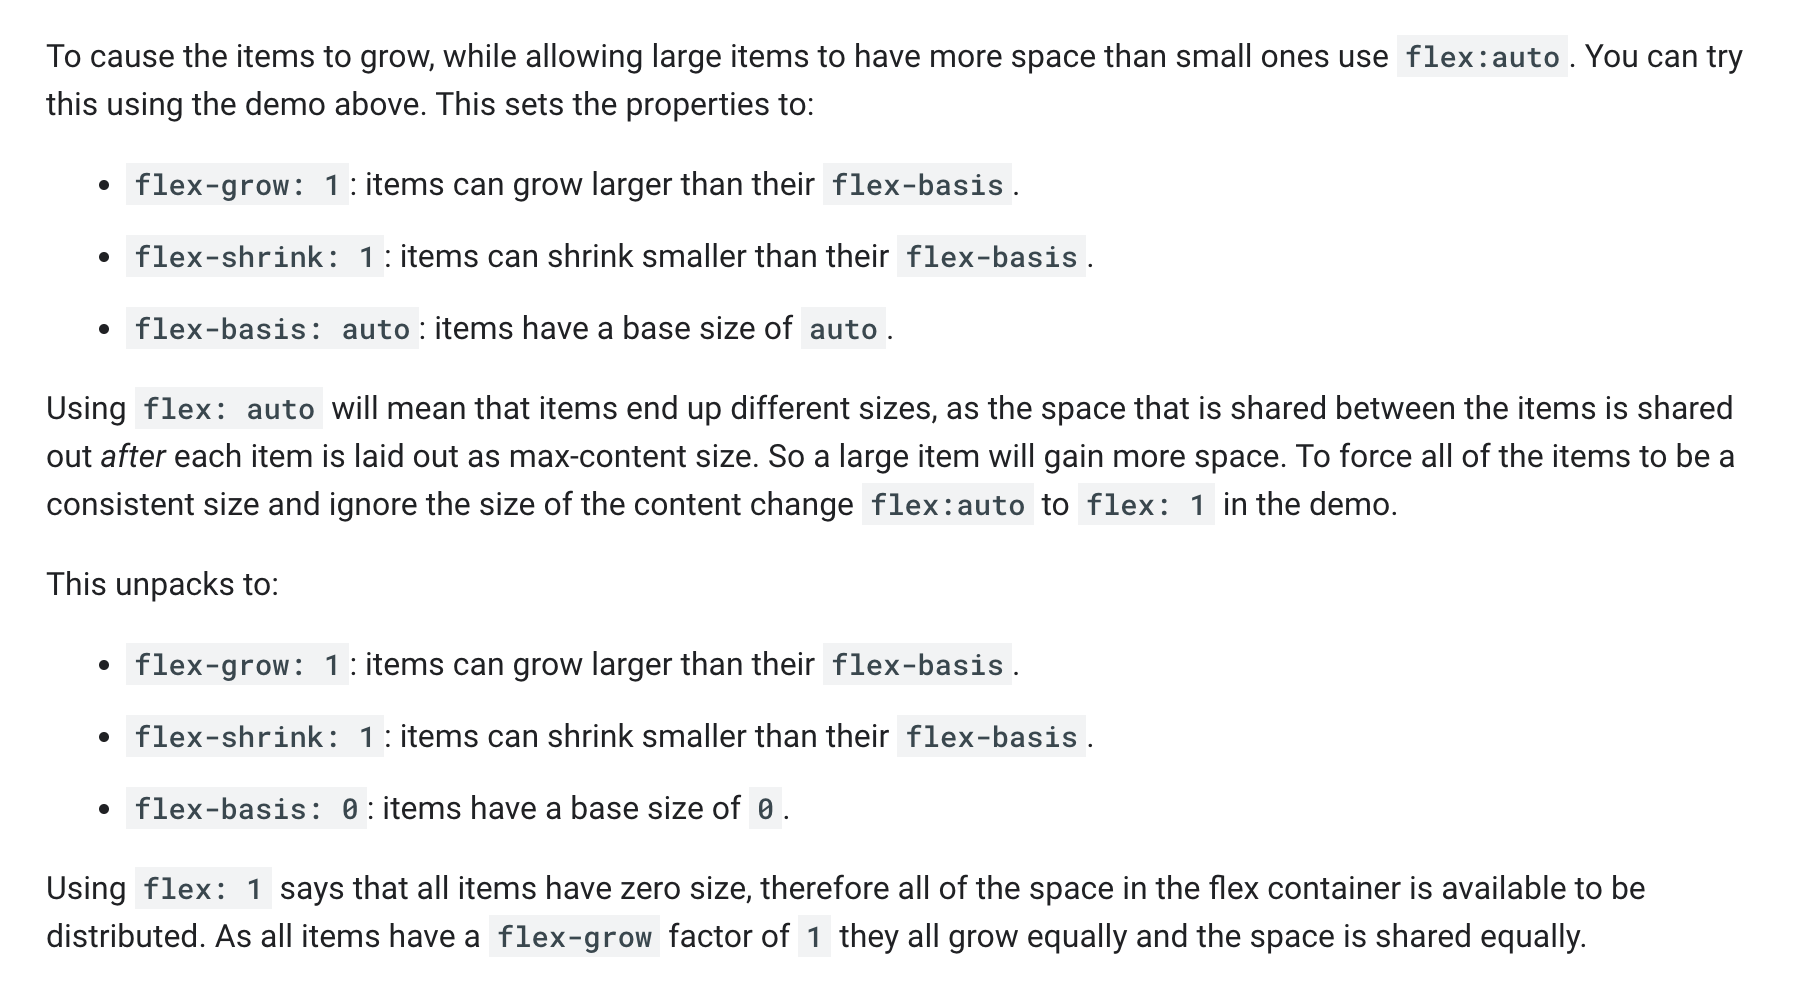 To cause the items to grow, while allowing large items to have more space than small ones use flex:auto. You can try
this using the demo above. This sets the properties to:
• flex-grow: 1: items can grow larger than their flex-basis.
• flex-shrink: 1: items can shrink smaller than their flex-basis.
• flex-basis: auto: items have a base size of auto.
Using flex: auto will mean that items end up different sizes, as the space that is shared between the items is shared
out after each item is laid out as max-content size. So a large item will gain more space. To force all of the items to be a
consistent size and ignore the size of the content change flex:auto to flex: 1 in the demo.
This unpacks to:
• flex-grow: 1: items can grow larger than their flex-basis.
• flex-shrink: 1: items can shrink smaller than their flex-basis.
• flex-basis: 0: items have a base size of 0.
Using flex: 1 says that all items have zero size, therefore all of the space in the flex container is available to be
distributed. As all items have a flex-grow factor of 1 they all grow equally and the space is shared equally.